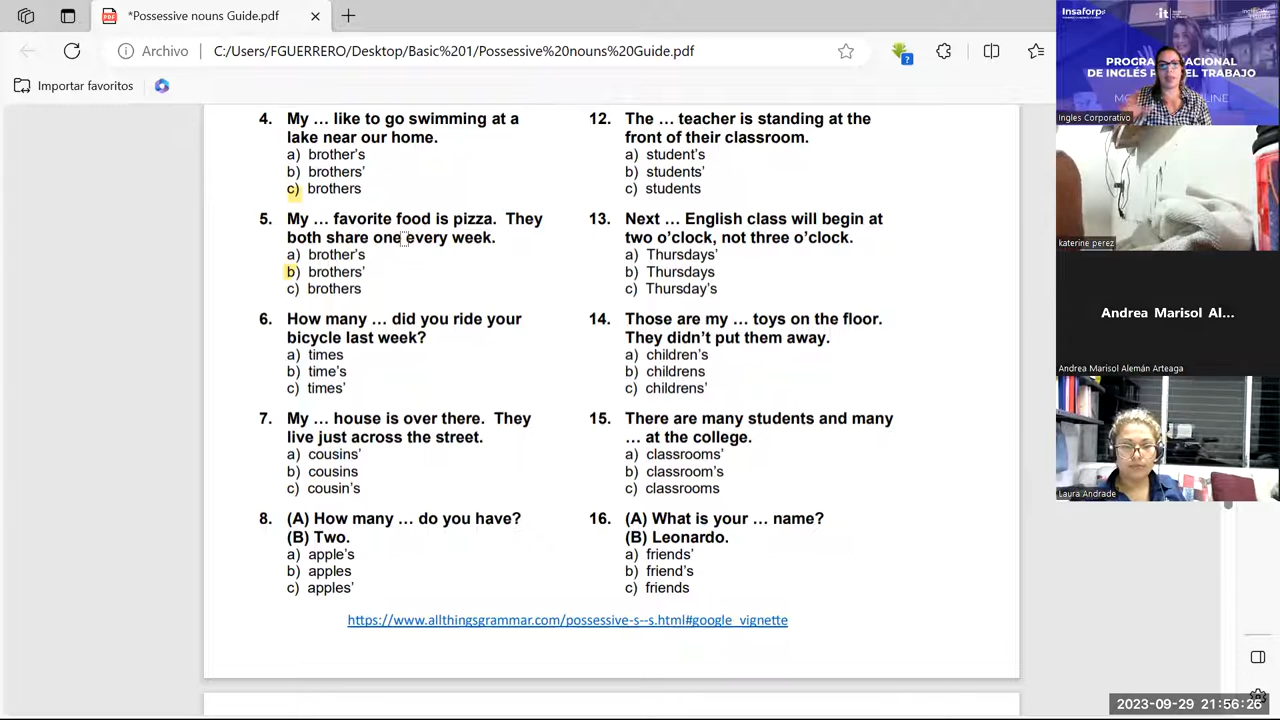 *Possessive nouns Guide.pdf
Archivo
C:/Users/FGUERRERO/Desktop/Basic%201/Possessive%20nouns%20Guide.pdf
Importar favoritos
4. My … like to go swimming at a
lake near our home.
a) brother's
b) brothers'
c) brothers
5. My … favorite food is pizza. They
both share one every week.
a) brother's
b) brothers'
c) brothers
6. How many … did you ride your
bicycle last week?
a) times
b) time's
c) times'
7. My … house is over there. They
live just across the street.
a) cousins'
b) cousins
c) cousin's
8. (A) How many … do you have?
(B) Two.
a) apple's
b) apples
c) apples'
12. The … teacher is standing at the
front of their classroom.
a) student's
b) students'
c) students
13. Next … English class will begin at
two o'clock, not three o'clock.
a) Thursdays'
b) Thursdays
c) Thursday's
14. Those are my … toys on the floor.
They didn't put them away.
a) children's
b) childrens
c) childrens'
15. There are many students and many
… at the college.
a) classrooms'
b) classroom's
c) classrooms
16. (A) What is your … name?
(B) Leonardo.
a) friends'
b) friend's
c) friends
https://www.allthingsgrammar.com/possessive-s--s.html#google_vignette
Insaforp
Ingles Corporativo
katerine perez
Andrea Marisol Al...
Andrea Marisol Alemán Arteaga
Laura Andrade
2023-09-29 21:56:26